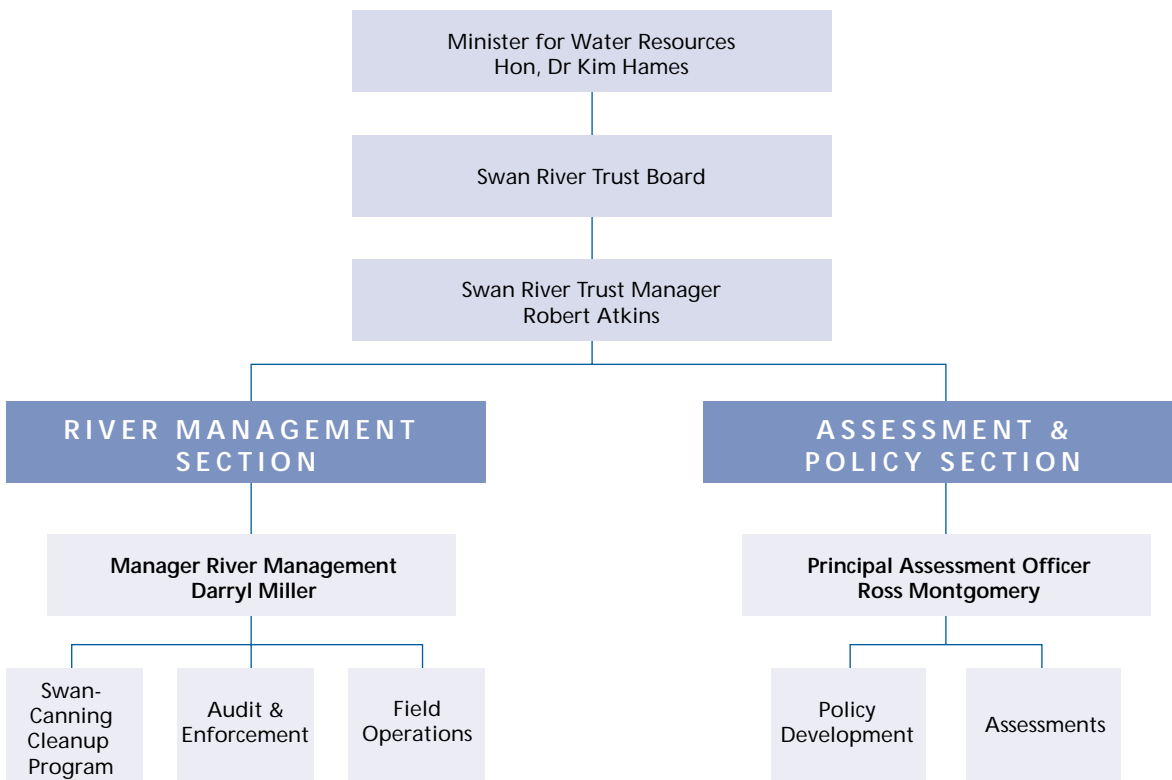 Minister for Water Resources
Hon, Dr Kim Hames
Swan River Trust Board
Swan River Trust Manager
Robert Atkins
RIVER MANAGEMENT
SECTION
ASSESSMENT &
POLICY SECTION
Manager River Management
Darryl Miller
Principal Assessment Officer
Ross Montgomery
Swan-
Canning
Cleanup
Program
Audit &
Enforcement
Field
Operations
Policy
Development
Assessments